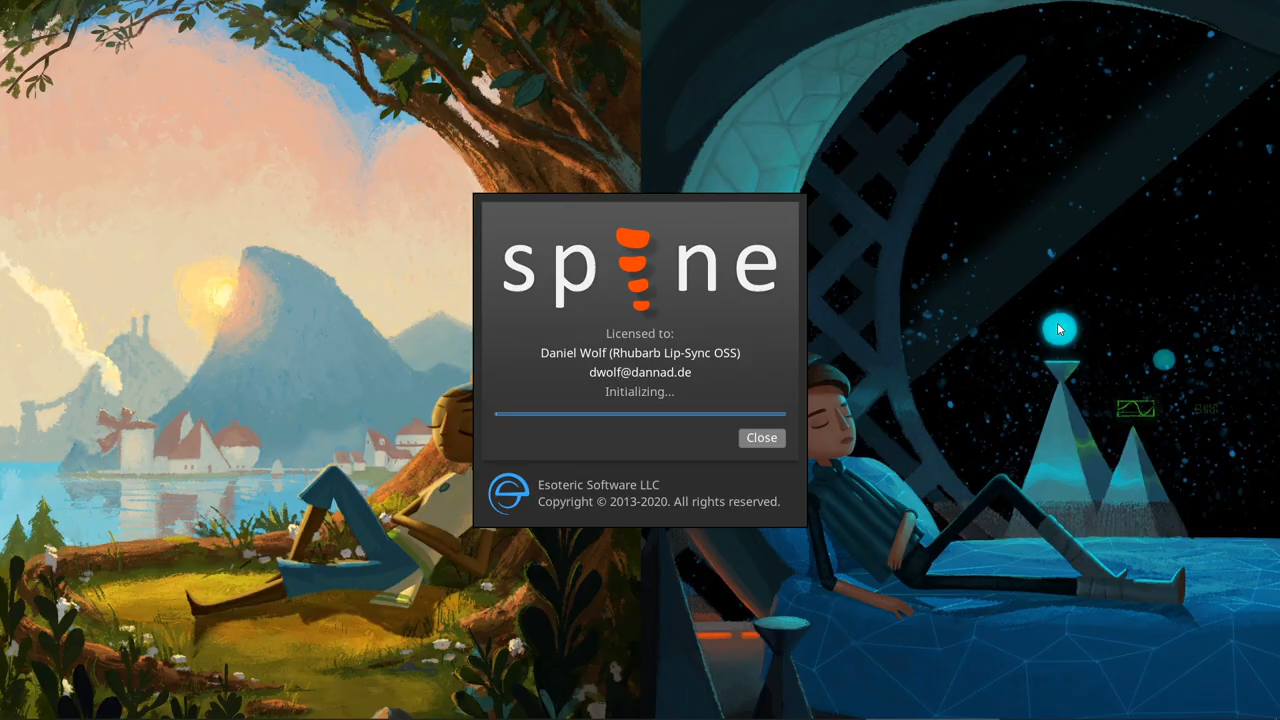 spine
Licensed to:
Daniel Wolf (Rhubarb Lip-Sync OSS)
dwolf@dannad.de
Initializing...
Close
Esoteric Software LLC
Copyright © 2013-2020. All rights reserved.